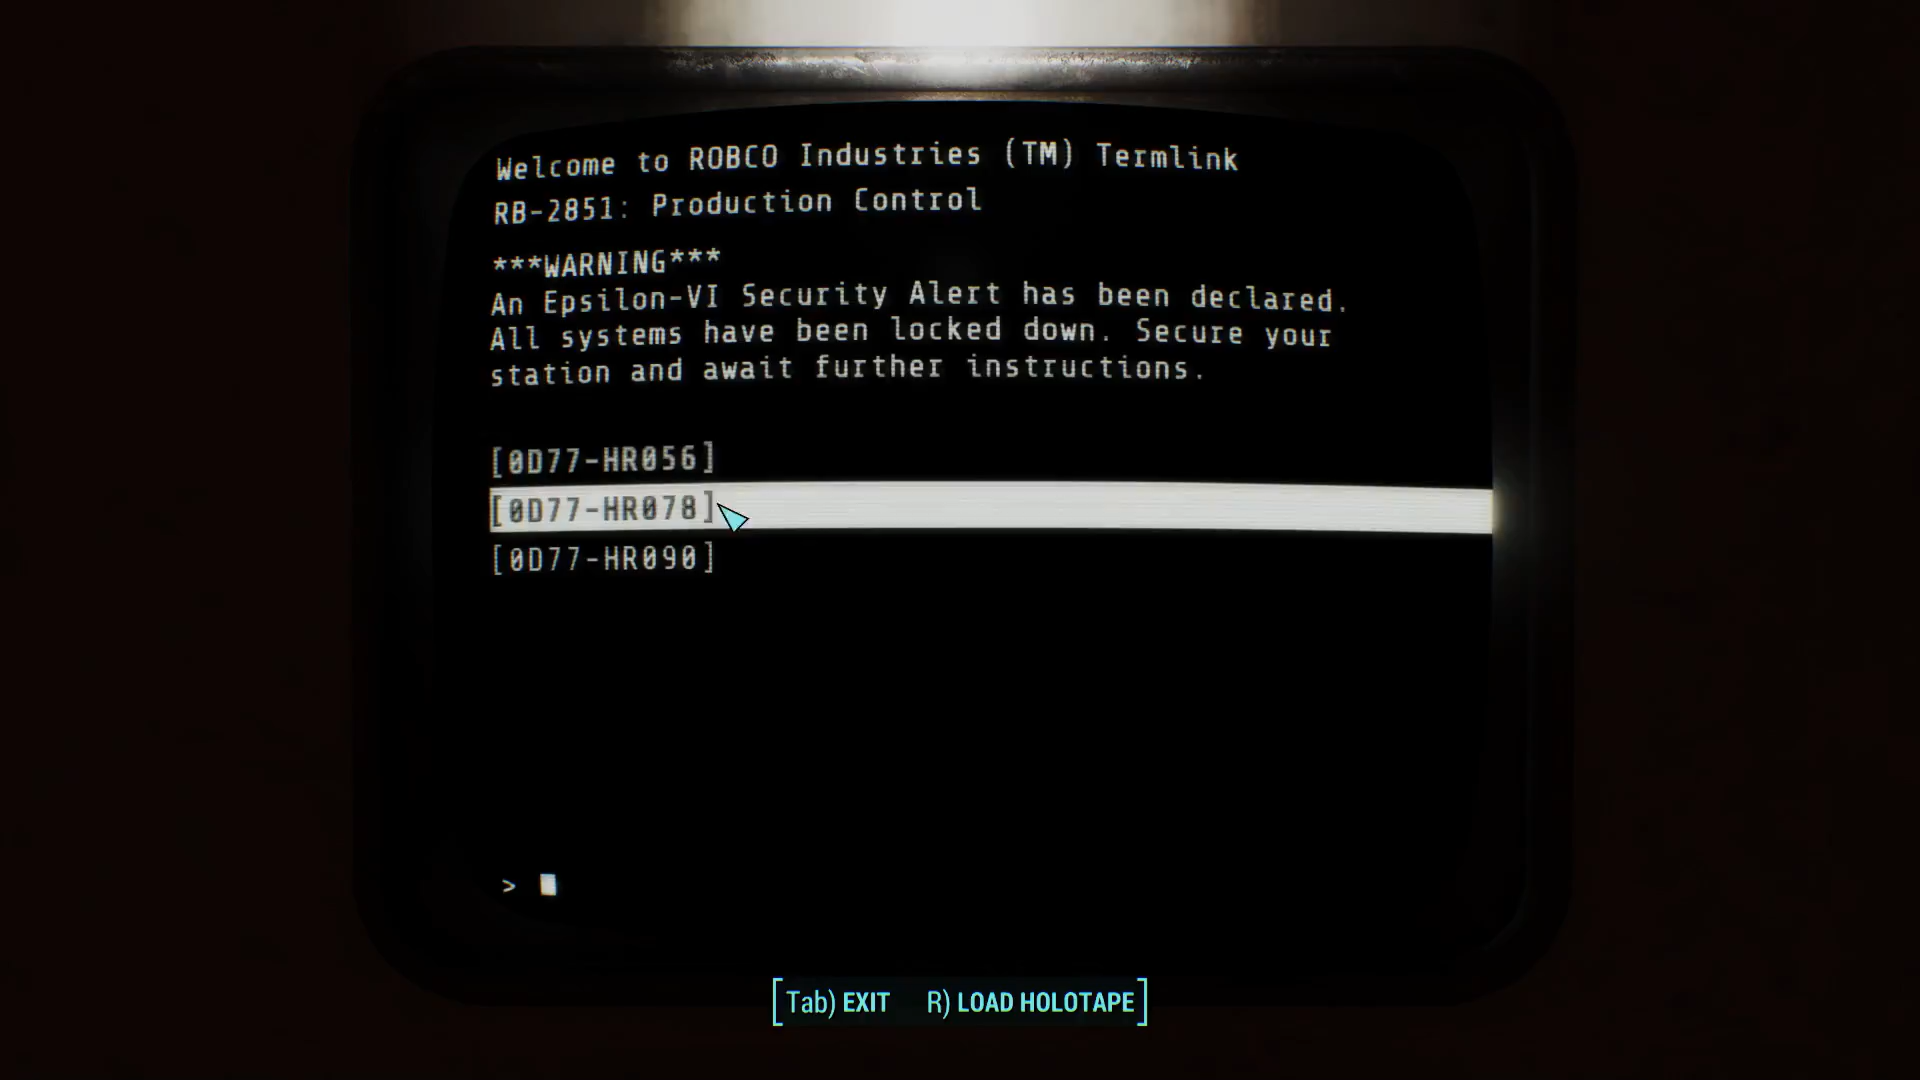 Welcome to ROBCO Industries (TM) Termlink
RB-2851: Production Control
***WARNING***
An Epsilon-VI Security Alert has been declared.
All systems have been locked down. Secure your
station and await further instructions.
[0D77-HR056]
[0D77-HR078]
[0D77-HR090]
>
[Tab) EXIT R) LOAD HOLOTAPE]